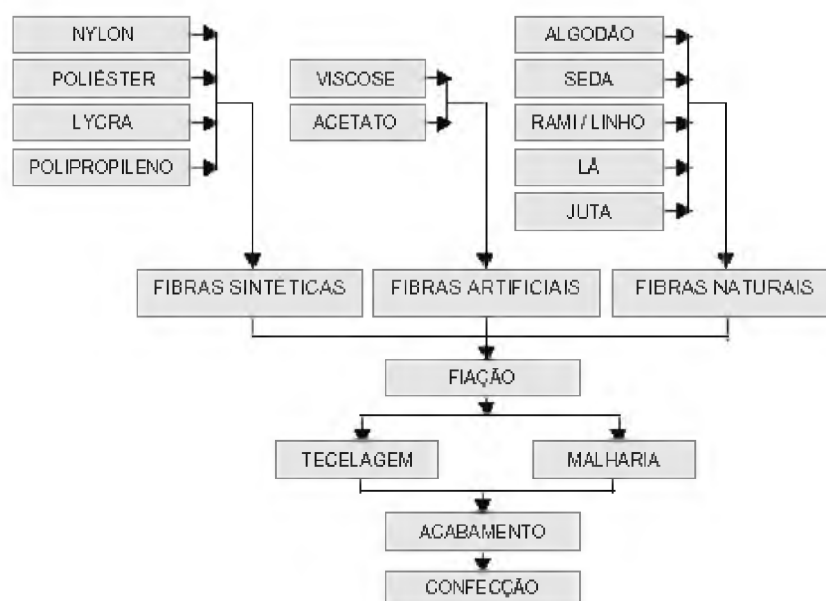 NYLON
POLIÉSTER
LYCRA
POLIPROPILENO
VISCOSE
ACETATO
ALGODÃO
SEDA
RAMI / LINHO
LÃ
JUTA
FIBRAS SINTÉTICAS
FIBRAS ARTIFICIAIS
FIBRAS NATURAIS
FIAÇÃO
TECELAGEM
MALHARIA
ACABAMENTO
CONFECÇÃO